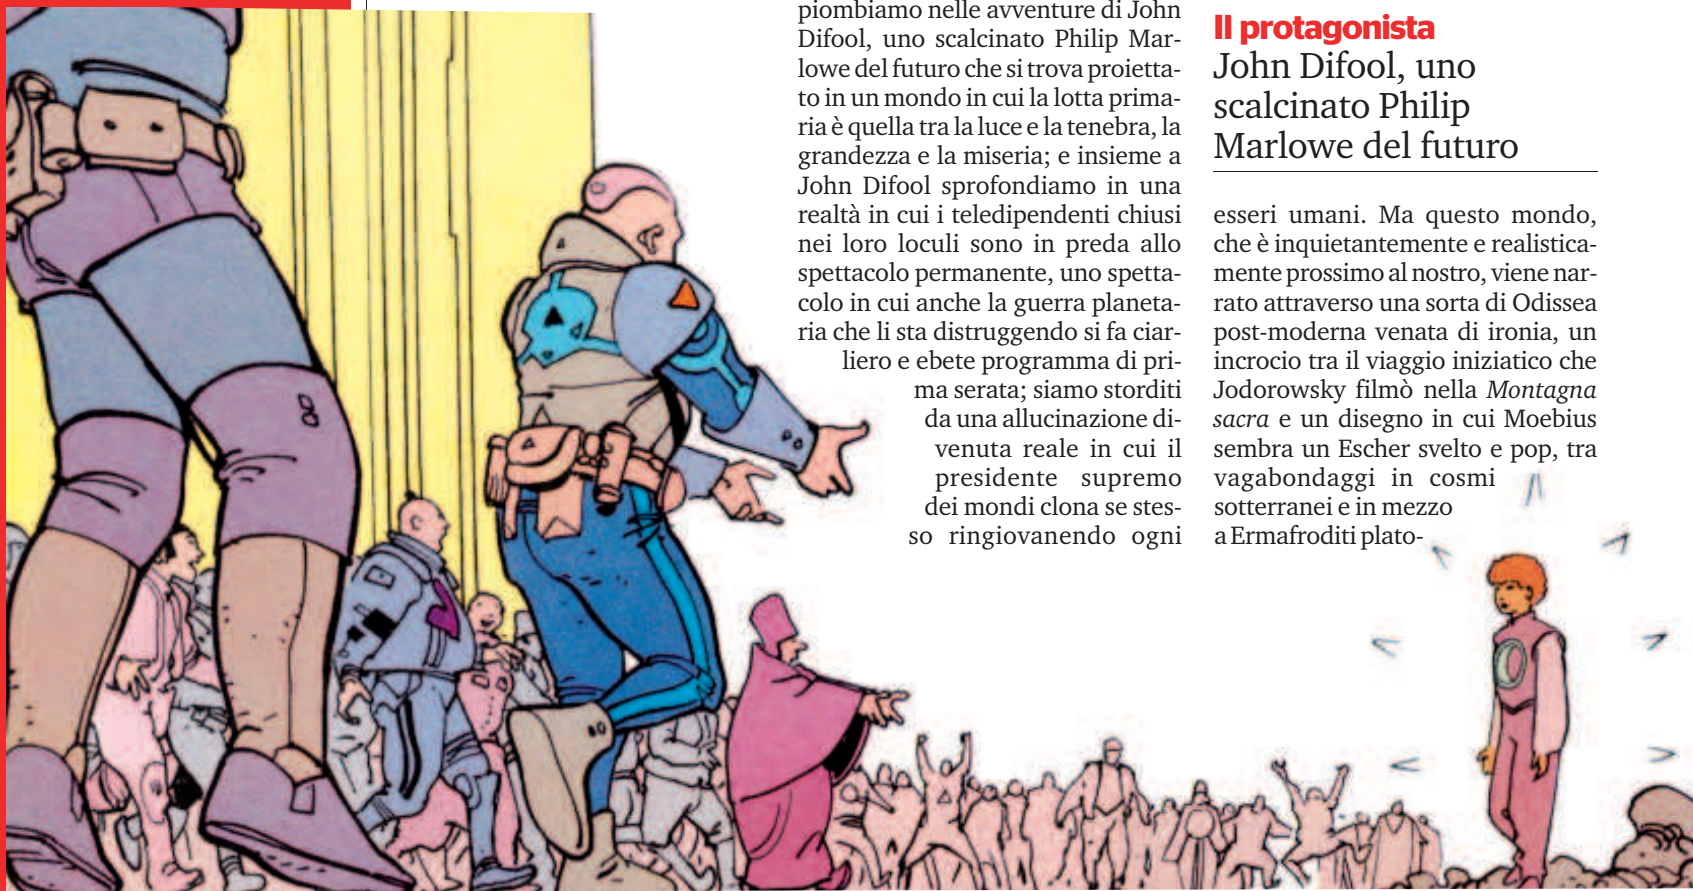 piombiamo nelle avventure di John
Difool, uno scalcinato Philip Mar-
lowe del futuro che si trova proietta-
to in un mondo in cui la lotta prima-
ria è quella tra la luce e la tenebra, la
grandezza e la miseria; e insieme a
John Difool sprofondiamo in una
realtà in cui i teledipendenti chiusi
nei loro loculi sono in preda allo
spettacolo permanente, uno spetta-
colo in cui anche la guerra planeta-
ria che li sta distruggendo si fa ciar-
liero e ebete programma di pri-
ma serata; siamo storditi
da una allucinazione di-
venuta reale in cui il
presidente supremo
dei mondi clona se stes-
so ringiovanendo ogni
Il protagonista
John Difool, uno
scalcinato Philip
Marlowe del futuro
esseri umani. Ma questo mondo,
che è inquietantemente e realistica-
mente prossimo al nostro, viene nar-
rato attraverso una sorta di Odissea
post-moderna venata di ironia, un
incrocio tra il viaggio iniziatico che
Jodorowsky filmò nella Montagna
sacra e un disegno in cui Moebius
sembra un Escher svelto e pop, tra
vagabondaggi in cosmi
sotterranei e in mezzo
a Ermafroditi plato-